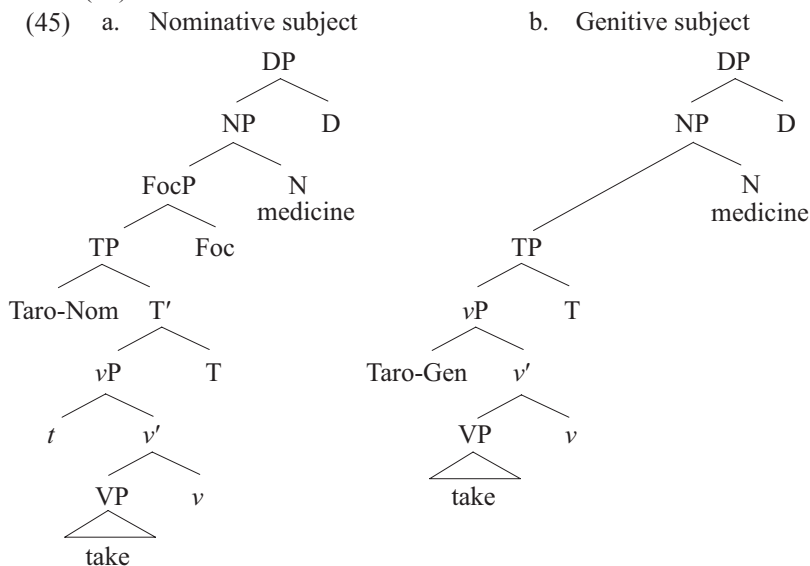 (45) a. Nominative subject b. Genitive subject
DP DP
NP D NP D
FocP N N
medicine medicine
TP Foc TP
Taro-Nom T′ vP T
vP T Taro-Gen v′
t v′ VP v
VP v take
take